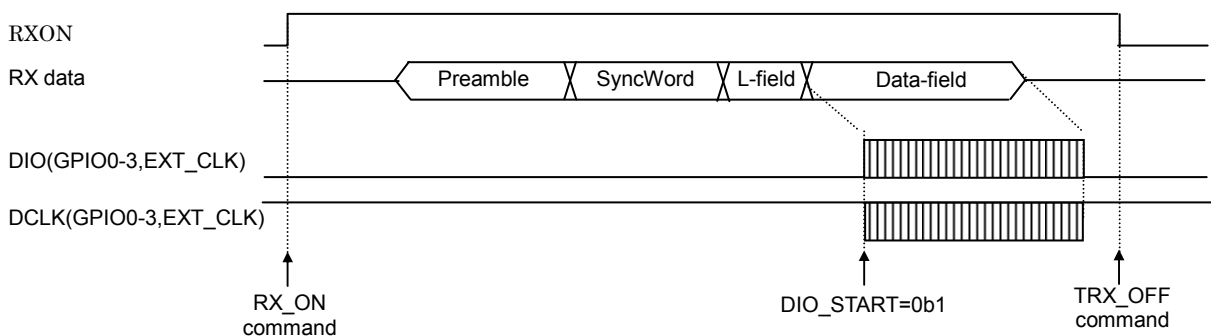 RXON
RX data
Preamble
SyncWord
L-field
Data-field
DIO(GPIO0-3,EXT_CLK)
DCLK(GPIO0-3,EXT_CLK)
RX_ON
command
DIO_START=0b1
TRX_OFF
command